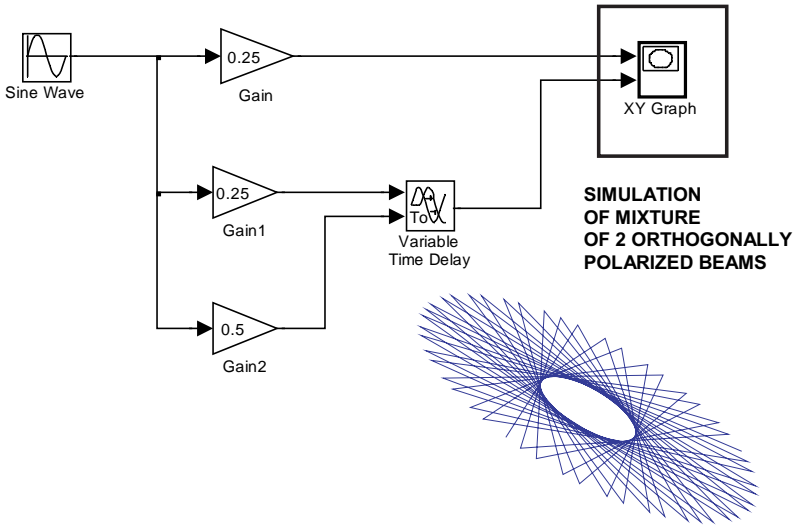 0.25
Sine Wave
Gain
XY Graph
0.25
To
Gain1
Variable
Time Delay
0.5
Gain2
SIMULATION
OF MIXTURE
OF 2 ORTHOGONALLY
POLARIZED BEAMS